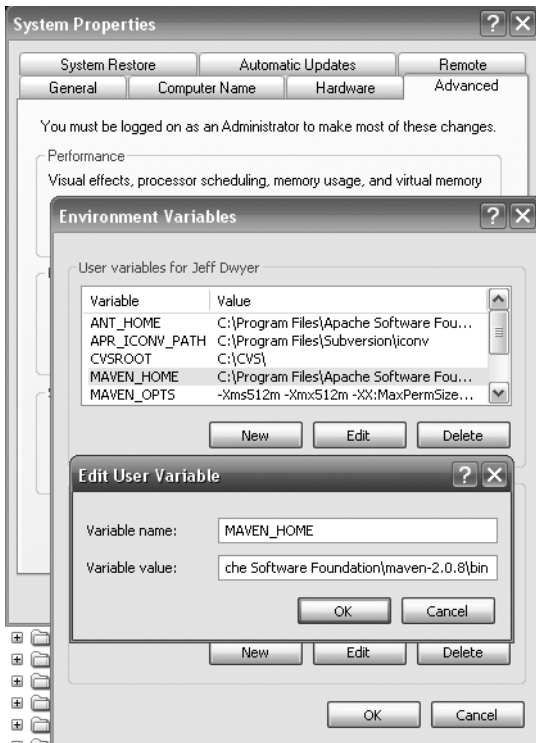 System Properties
System Restore Automatic Updates Remote
General Computer Name Hardware Advanced
You must be logged on as an Administrator to make most of these changes.
Performance
Visual effects, processor scheduling, memory usage, and virtual memory
Environment Variables
User variables for Jeff Dwyer
Variable Value
ANT_HOME C:\Program Files\Apache Software Fou...
APR_ICONV_PATH C:\Program Files\Subversion\iconv
CVSROOT C:\CVS\
MAVEN_HOME C:\Program Files\Apache Software Fou...
MAVEN_OPTS -Xms512m -Xmx512m -XX:MaxPermSize...
New Edit Delete
Edit User Variable
Variable name: MAVEN_HOME
Variable value: che Software Foundation\maven-2.0.8\bin
OK Cancel
New Edit Delete
OK Cancel